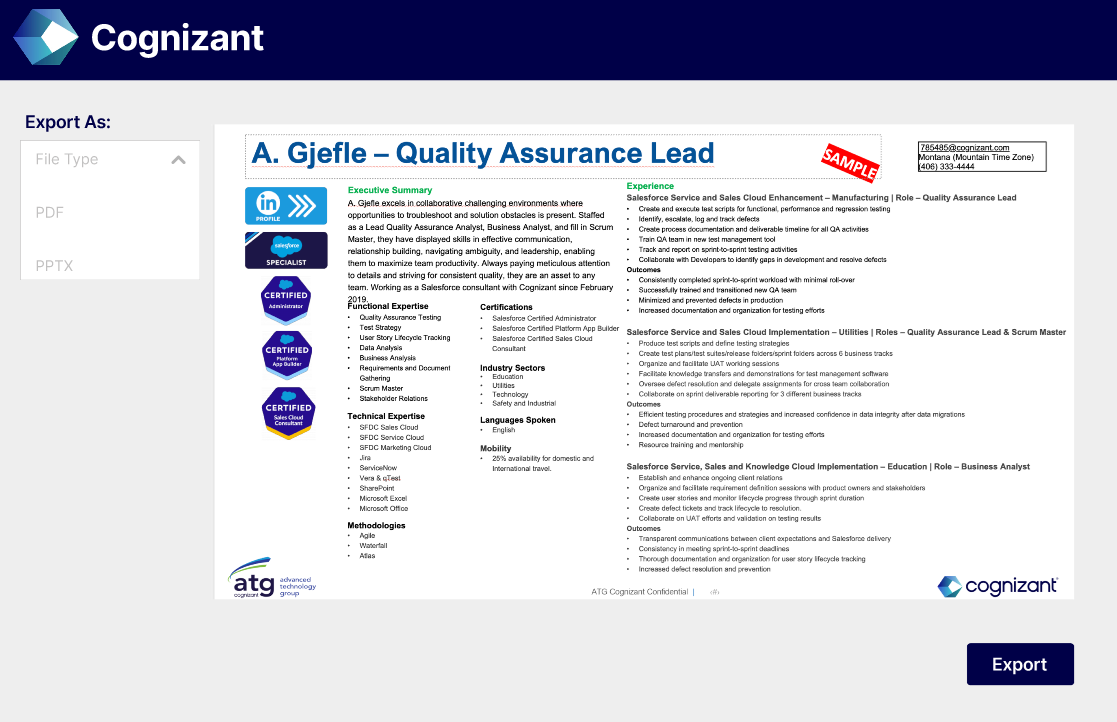 Cognizant
Export As:
File Type
PDF
PPTX
A. Gjefle – Quality Assurance Lead
SAMPLE
785485@cognizant.com
Montana (Mountain Time Zone)
(406) 333-4444
in
PROFILE
salesforce
SPECIALIST
CERTIFIED
Administrator
CERTIFIED
Platform
App Builder
CERTIFIED
Sales Cloud
Consultant
Executive Summary
A. Gjefle excels in collaborative challenging environments where
opportunities to troubleshoot and solution obstacles is present. Staffed
as a Lead Quality Assurance Analyst, Business Analyst, and fill in Scrum
Master, they have displayed skills in effective communication,
relationship building, navigating ambiguity, and leadership, enabling
them to maximize team productivity. Always paying meticulous attention
to details and striving for consistent quality, they are an asset to any
team. Working as a Salesforce consultant with Cognizant since February
2019.
Functional Expertise
• Quality Assurance Testing
• Test Strategy
• User Story Lifecycle Tracking
• Data Analysis
• Business Analysis
• Requirements and Document
Gathering
• Scrum Master
• Stakeholder Relations
Technical Expertise
• SFDC Sales Cloud
• SFDC Service Cloud
• SFDC Marketing Cloud
• Jira
• ServiceNow
• Vera & qTest
• SharePoint
• Microsoft Excel
• Microsoft Office
Methodologies
• Agile
• Waterfall
• Atlas
Certifications
• Salesforce Certified Administrator
• Salesforce Certified Platform App Builder
• Salesforce Certified Sales Cloud
Consultant
Industry Sectors
• Education
• Utilities
• Technology
• Safety and Industrial
Languages Spoken
• English
Mobility
• 25% availability for domestic and
International travel.
Experience
Salesforce Service and Sales Cloud Enhancement – Manufacturing | Role – Quality Assurance Lead
• Create and execute test scripts for functional, performance and regression testing
• Identify, escalate, log and track defects
• Create process documentation and deliverable timeline for all QA activities
• Train QA team in new test management tool
• Track and report on sprint-to-sprint testing activities
• Collaborate with Developers to identify gaps in development and resolve defects
Outcomes
• Consistently completed sprint-to-sprint workload with minimal roll-over
• Successfully trained and transitioned new QA team
• Minimized and prevented defects in production
• Increased documentation and organization for testing efforts
Salesforce Service and Sales Cloud Implementation – Utilities | Roles – Quality Assurance Lead & Scrum Master
• Produce test scripts and define testing strategies
• Create test plans/test suites/release folders/sprint folders across 6 business tracks
• Organize and facilitate UAT working sessions
• Facilitate knowledge transfers and demonstrations for test management software
• Oversee defect resolution and delegate assignments for cross team collaboration
• Collaborate on sprint deliverable reporting for 3 different business tracks
Outcomes
• Efficient testing procedures and strategies and increased confidence in data integrity after data migrations
• Defect turnaround and prevention
• Increased documentation and organization for testing efforts
• Resource training and mentorship
Salesforce Service, Sales and Knowledge Cloud Implementation – Education | Role – Business Analyst
• Establish and enhance ongoing client relations
• Organize and facilitate requirement definition sessions with product owners and stakeholders
• Create user stories and monitor lifecycle progress through sprint duration
• Create defect tickets and track lifecycle to resolution.
• Collaborate on UAT efforts and validation on testing results
Outcomes
• Transparent communications between client expectations and Salesforce delivery
• Consistency in meeting sprint-to-sprint deadlines
• Thorough documentation and organization for user story lifecycle tracking
• Increased defect resolution and prevention
atg
cognizant
advanced
technology
group
ATG Cognizant Confidential | ‹#›
cognizant
Export